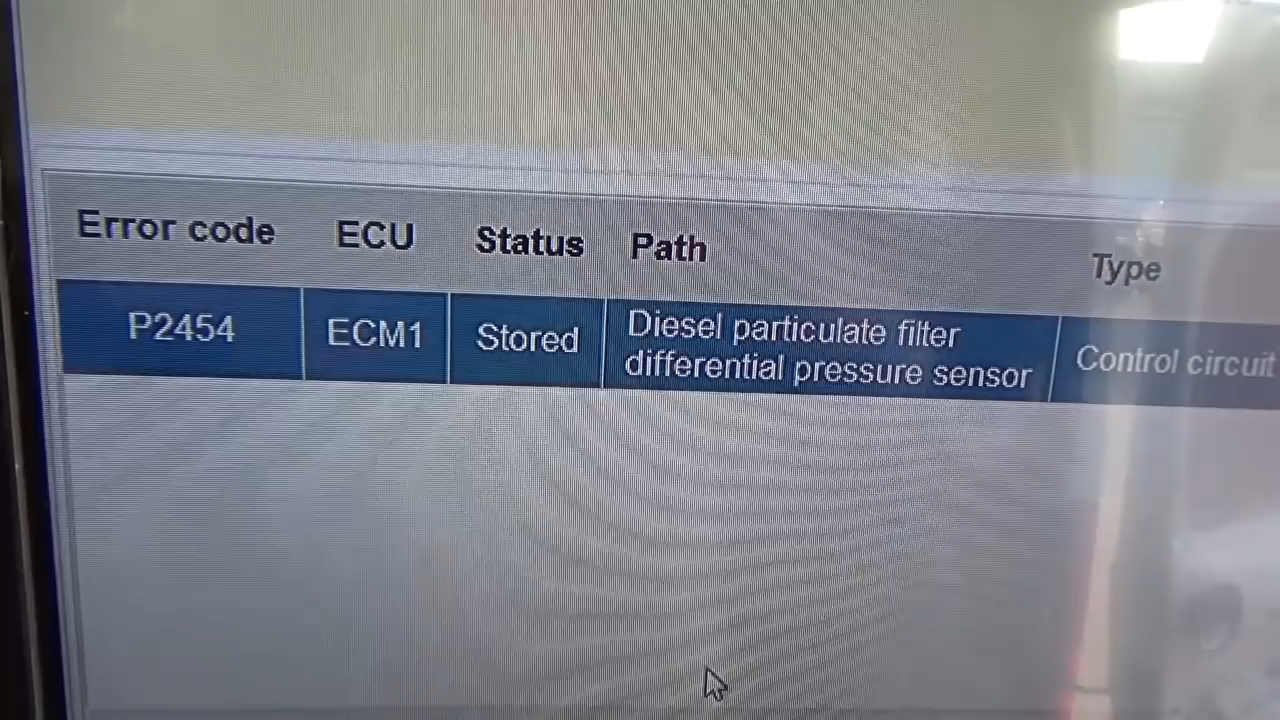 Error code ECU Status Path Type
P2454 ECM1 Stored Diesel particulate filter
differential pressure sensor Control circuit